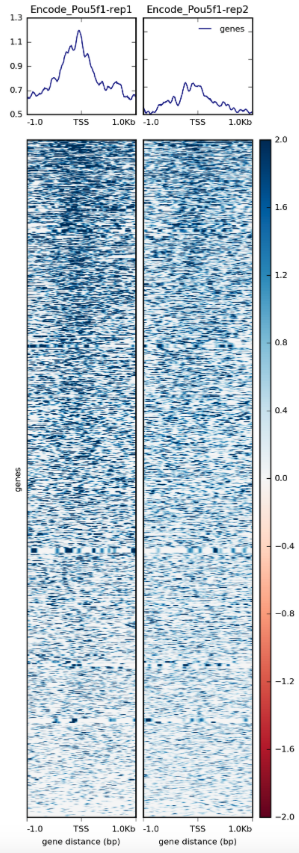 Encode_Pou5f1-rep1 Encode_Pou5f1-rep2
1.3
1.1
0.9
0.7
0.5
genes
-1.0 TSS 1.0Kb -1.0 TSS 1.0Kb
2.0
1.6
1.2
0.8
0.4
0.0
−0.4
−0.8
−1.2
−1.6
−2.0
genes
-1.0 TSS 1.0Kb -1.0 TSS 1.0Kb
gene distance (bp) gene distance (bp)